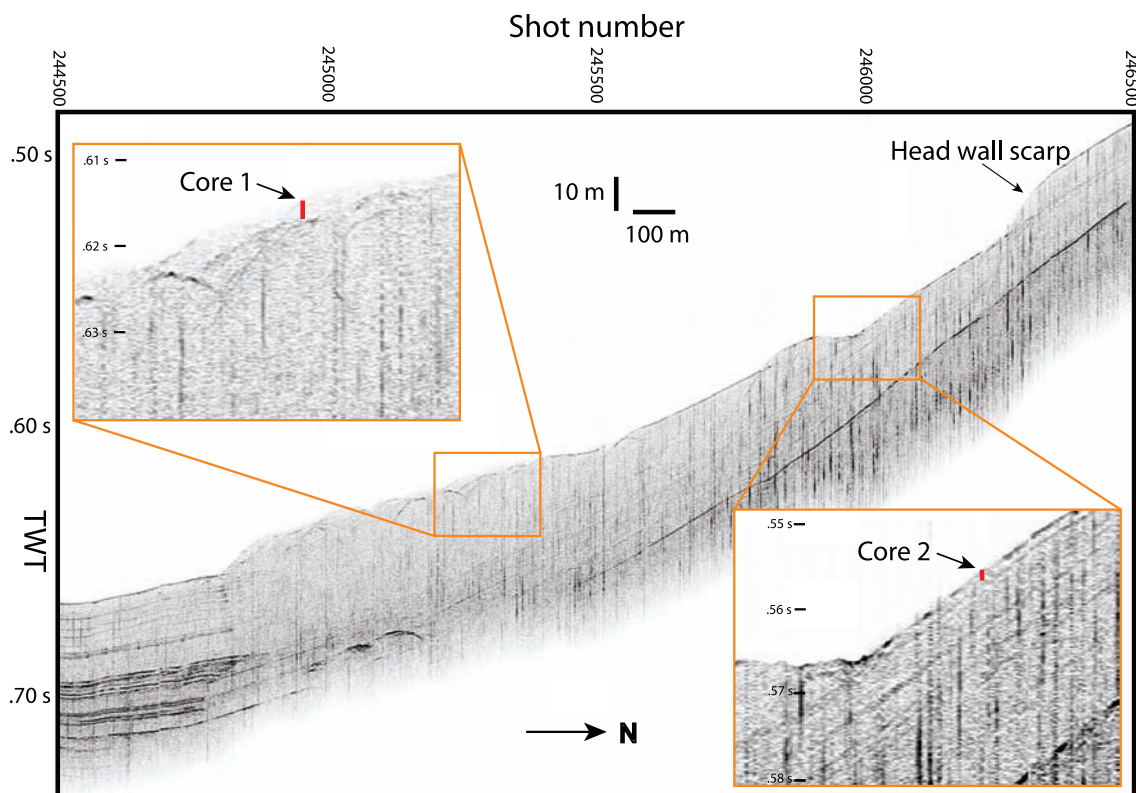 Shot number
244500
245000
245500
246000
246500
.50 s
.60 s
.70 s
TWT
.61 s
Core 1
.62 s
.63 s
10 m
100 m
Head wall scarp
.55 s
Core 2
.56 s
.57 s
.58 s
N